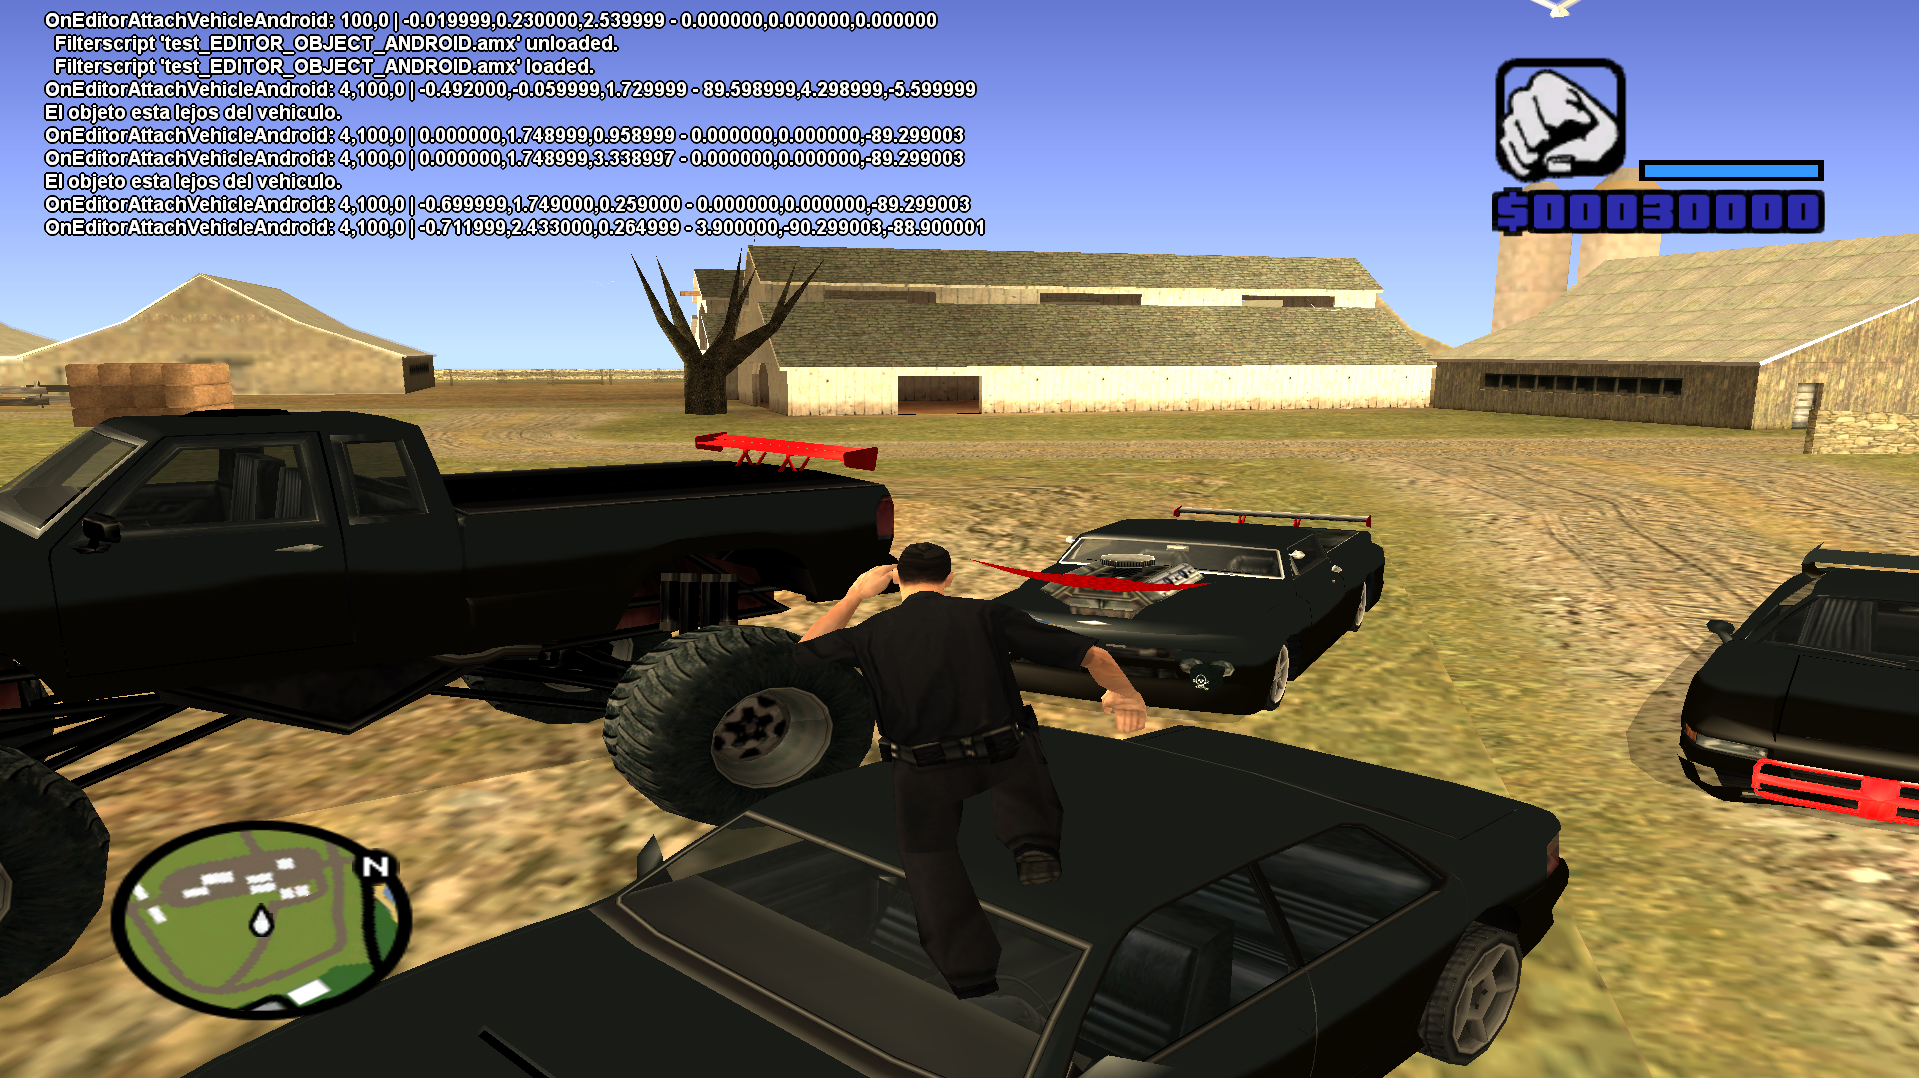 OnEditorAttachVehicleAndroid: 100,0 | -0.019999,0.230000,2.539999 - 0.000000,0.000000,0.000000
Filterscript 'test_EDITOR_OBJECT_ANDROID.amx' unloaded.
Filterscript 'test_EDITOR_OBJECT_ANDROID.amx' loaded.
OnEditorAttachVehicleAndroid: 4,100,0 | -0.492000,-0.059999,1.729999 - 89.598999,4.298999,-5.599999
El objeto esta lejos del vehiculo.
OnEditorAttachVehicleAndroid: 4,100,0 | 0.000000,1.748999,0.958999 - 0.000000,0.000000,-89.299003
OnEditorAttachVehicleAndroid: 4,100,0 | 0.000000,1.748999,3.338997 - 0.000000,0.000000,-89.299003
El objeto esta lejos del vehiculo.
OnEditorAttachVehicleAndroid: 4,100,0 | -0.699999,1.749000,0.259000 - 0.000000,0.000000,-89.299003
OnEditorAttachVehicleAndroid: 4,100,0 | -0.711999,2.433000,0.264999 - 3.900000,-90.299003,-88.900001
$00030000
N